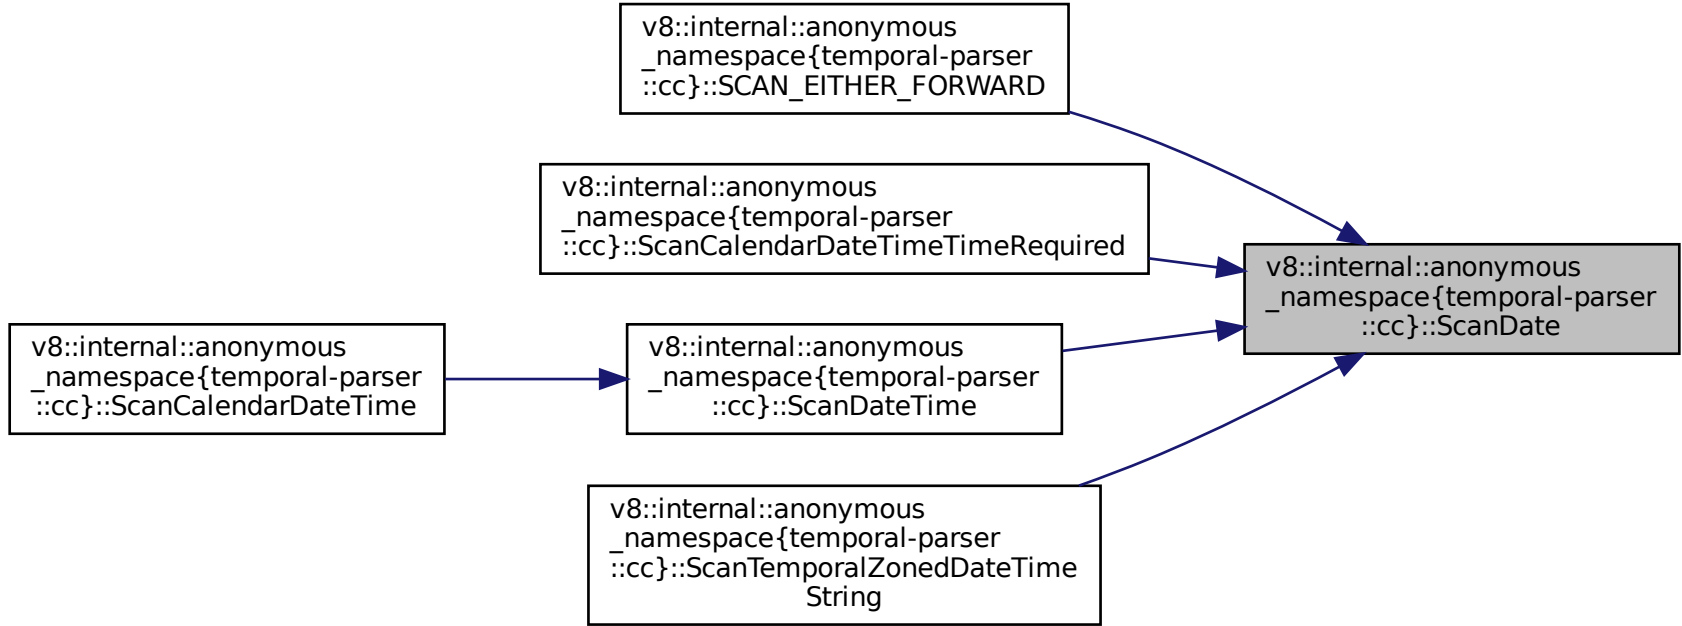 v8::internal::anonymous
_namespace{temporal-parser
::cc}::SCAN_EITHER_FORWARD
v8::internal::anonymous
_namespace{temporal-parser
::cc}::ScanCalendarDateTimeTimeRequired
v8::internal::anonymous
_namespace{temporal-parser
::cc}::ScanDate
v8::internal::anonymous
_namespace{temporal-parser
::cc}::ScanCalendarDateTime
v8::internal::anonymous
_namespace{temporal-parser
::cc}::ScanDateTime
v8::internal::anonymous
_namespace{temporal-parser
::cc}::ScanTemporalZonedDateTime
String